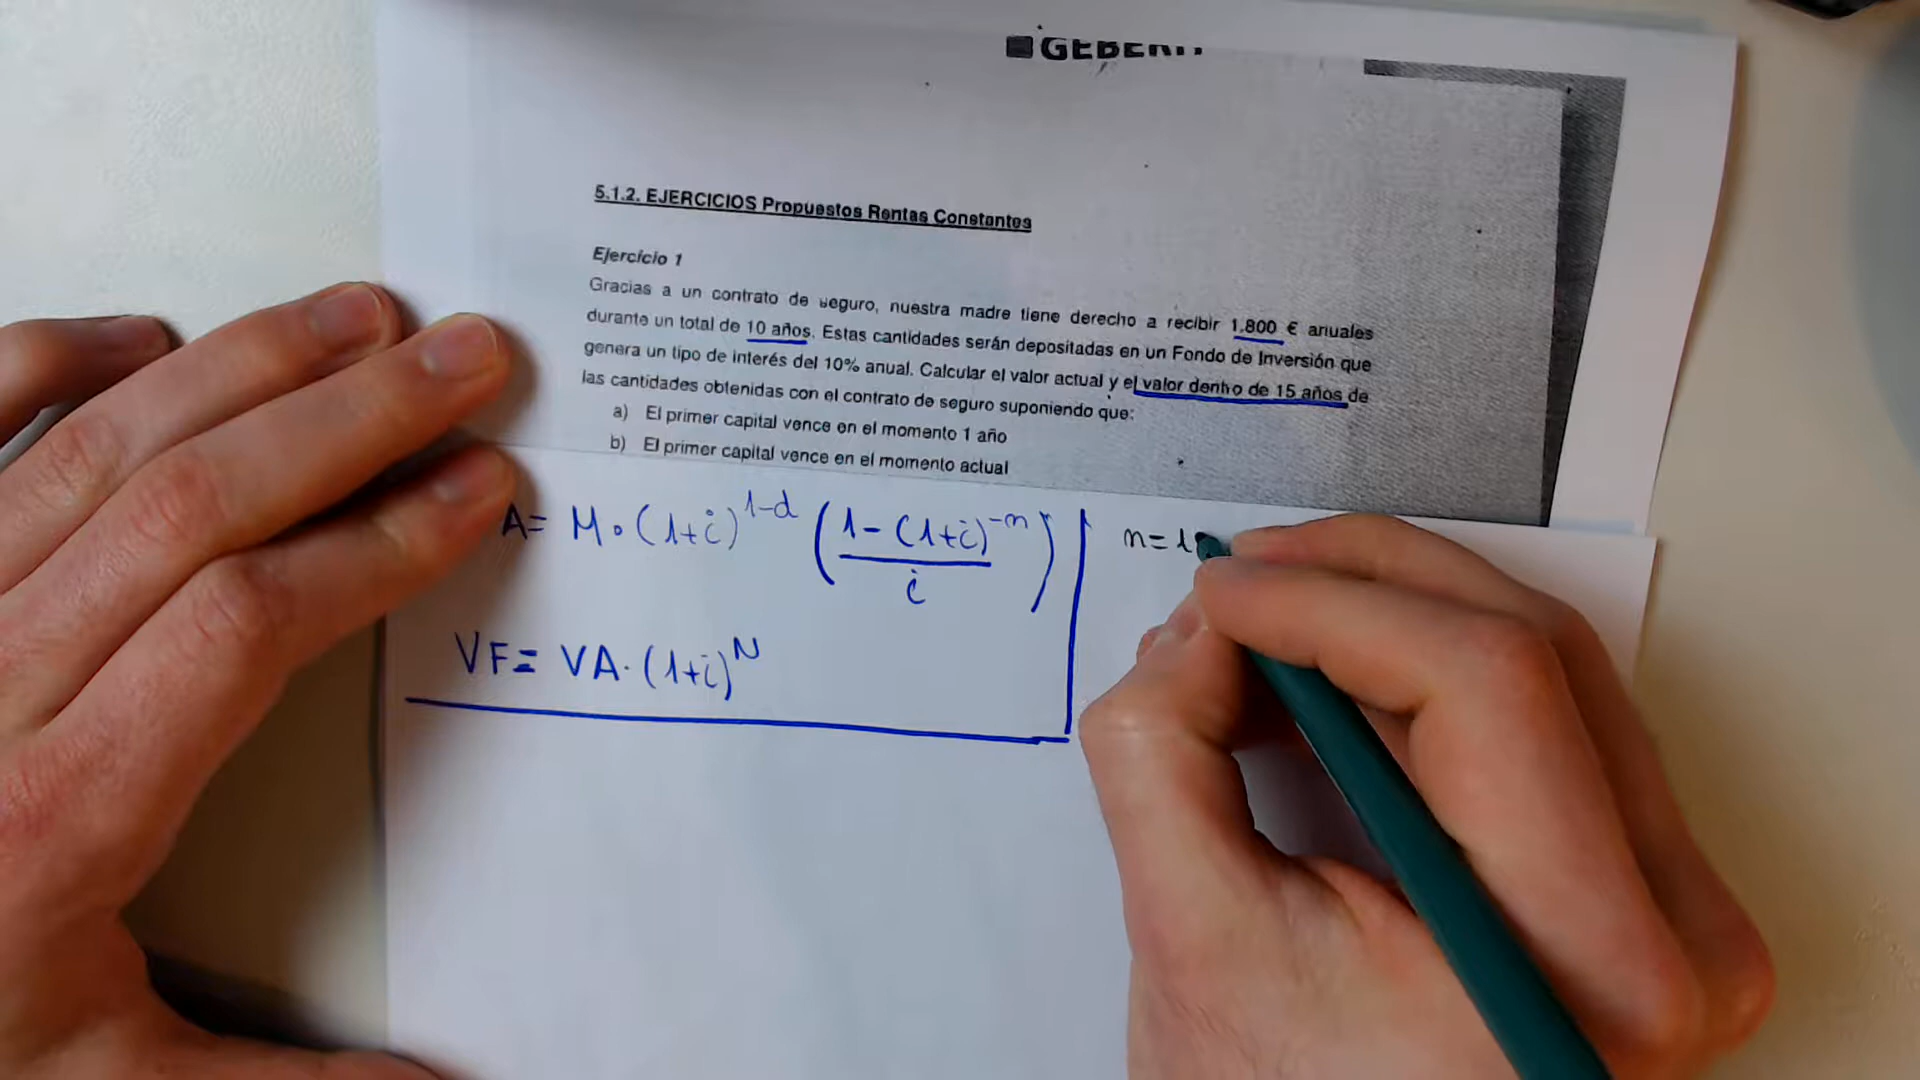 GEBERIT
5.1.2. EJERCICIOS Propuestos Rentas Constantes
Ejercicio 1
Gracias a un contrato de seguro, nuestra madre tiene derecho a recibir 1.800 € anuales
durante un total de 10 años. Estas cantidades serán depositadas en un Fondo de Inversión que
genera un tipo de interés del 10% anual. Calcular el valor actual y el valor dentro de 15 años de
las cantidades obtenidas con el contrato de seguro suponiendo que:
a) El primer capital vence en el momento 1 año
b) El primer capital vence en el momento actual
A= M·(1+i)^1-d ( 1-(1+i)^-n / i )
n=1
VF= VA·(1+i)^N